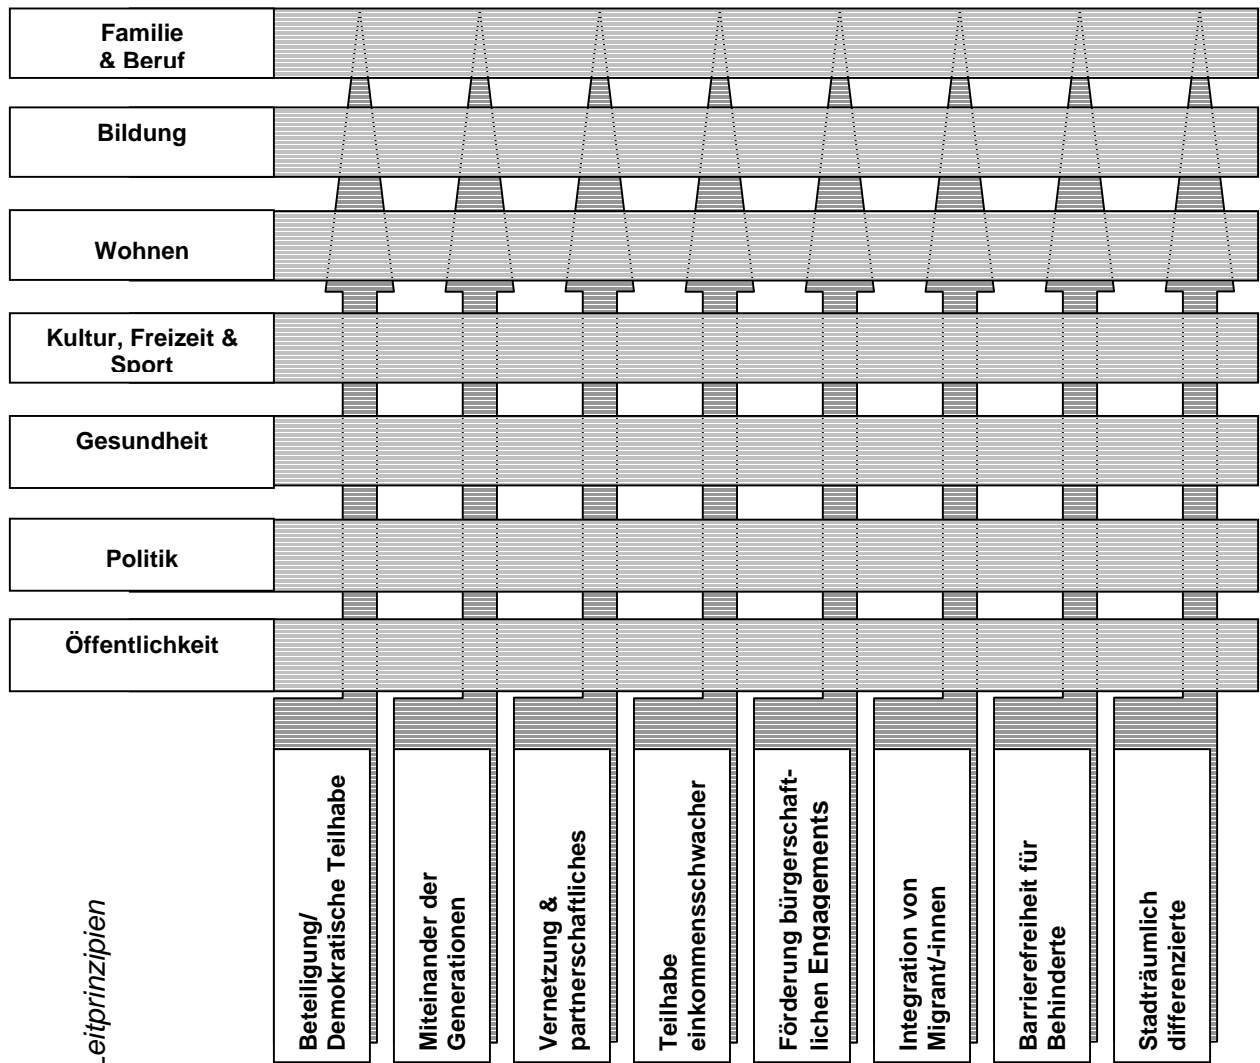 Familie
& Beruf
Bildung
Wohnen
Kultur, Freizeit &
Sport
Gesundheit
Politik
Öffentlichkeit
Leitprinzipien
Beteiligung/
Demokratische Teilhabe
Miteinander der
Generationen
Vernetzung &
partnerschaftliches
Teilhabe
einkommensschwacher
Förderung bürgerschaft-
lichen Engagements
Integration von
Migrant/-innen
Barrierefreiheit für
Behinderte
Stadträumlich
differenzierte